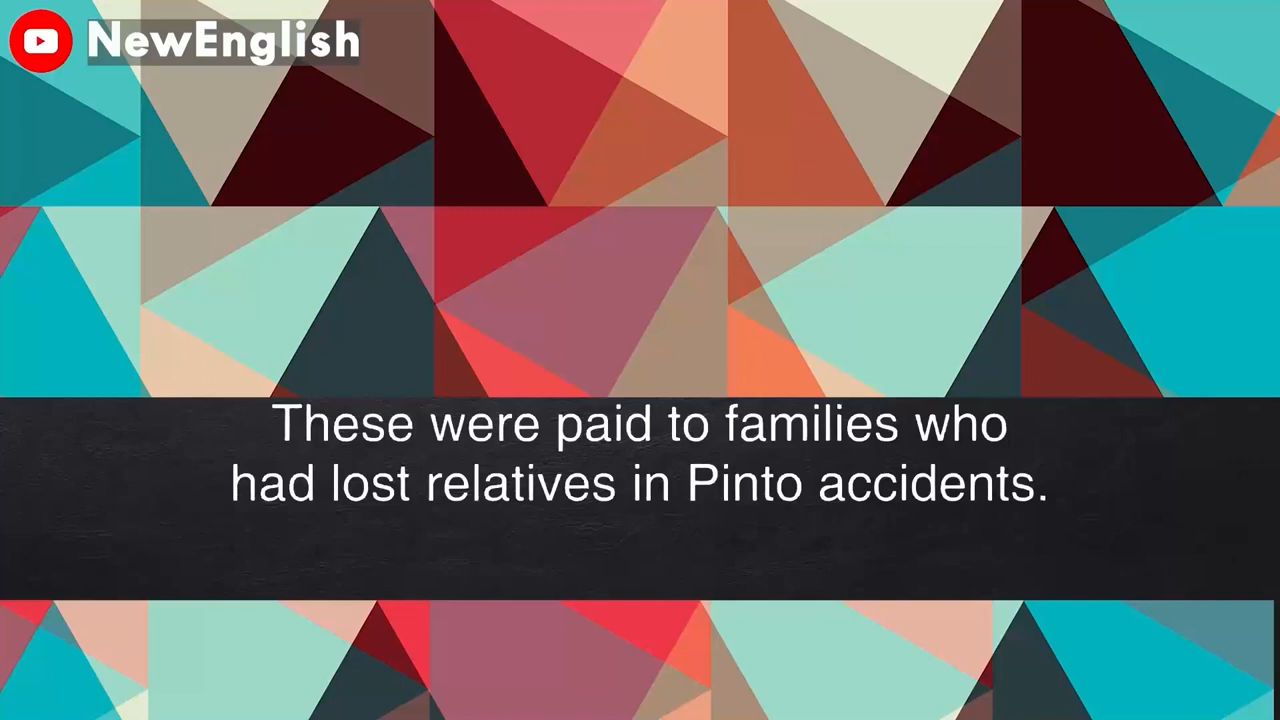 NewEnglish
These were paid to families who
had lost relatives in Pinto accidents.